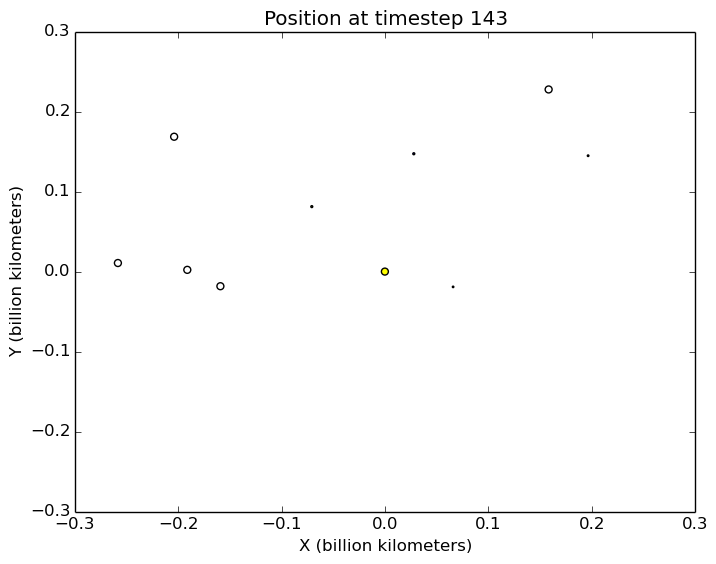 Position at timestep 143
0.3
0.2
0.1
0.0
−0.1
−0.2
−0.3
Y (billion kilometers)
−0.3 −0.2 −0.1 0.0 0.1 0.2 0.3
X (billion kilometers)